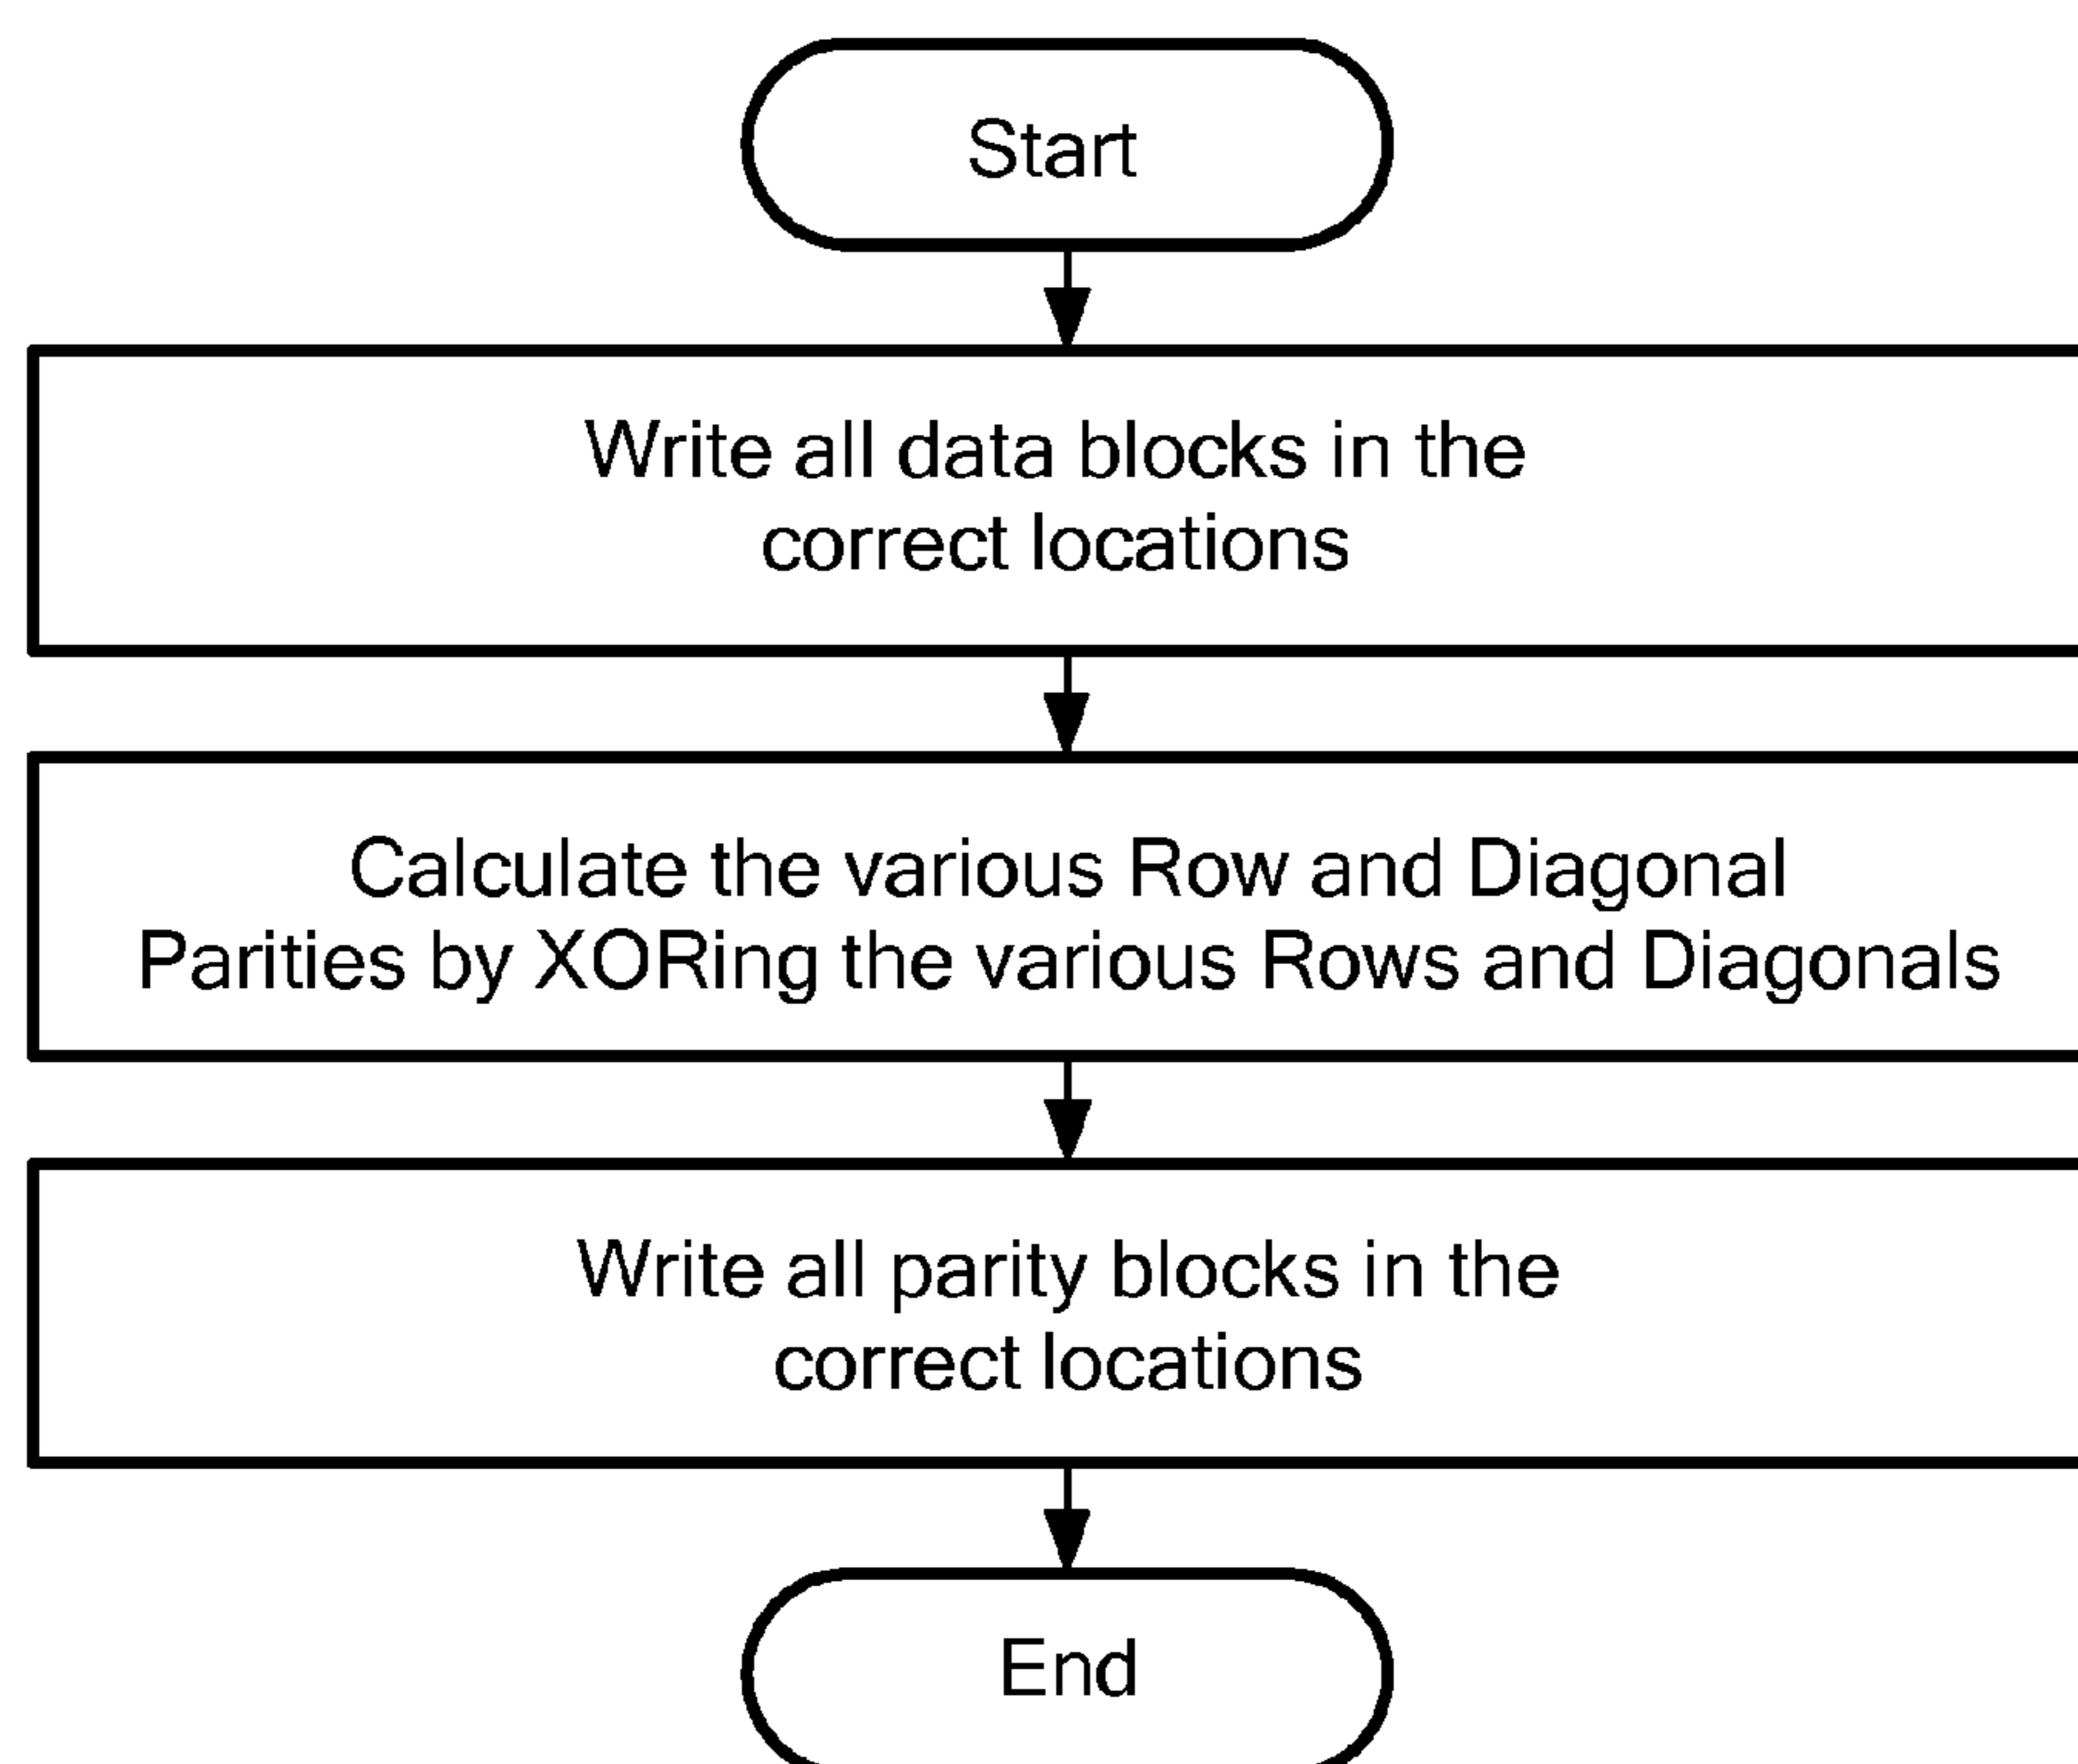 Start
Write all data blocks in the
correct locations
Calculate the various Row and Diagonal
Parities by XORing the various Rows and Diagonals
Write all parity blocks in the
correct locations
End